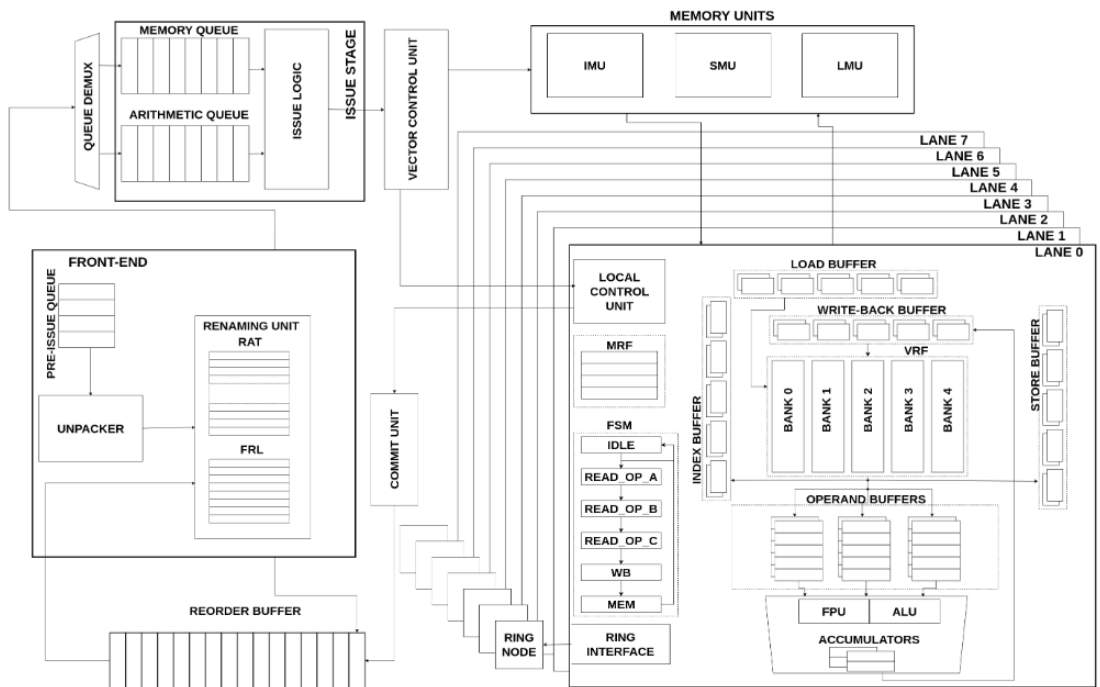 MEMORY QUEUE
ARITHMETIC QUEUE
QUEUE DEMUX
ISSUE LOGIC
ISSUE STAGE
VECTOR CONTROL UNIT
MEMORY UNITS
IMU
SMU
LMU
LANE 7
LANE 6
LANE 5
LANE 4
LANE 3
LANE 2
LANE 1
LANE 0
FRONT-END
PRE-ISSUE QUEUE
UNPACKER
RENAMING UNIT
RAT
FRL
REORDER BUFFER
COMMIT UNIT
LOCAL
CONTROL
UNIT
MRF
FSM
IDLE
READ_OP_A
READ_OP_B
READ_OP_C
WB
MEM
RING
NODE
RING
INTERFACE
LOAD BUFFER
WRITE-BACK BUFFER
VRF
INDEX BUFFER
BANK 0
BANK 1
BANK 2
BANK 3
BANK 4
STORE BUFFER
OPERAND BUFFERS
FPU
ALU
ACCUMULATORS